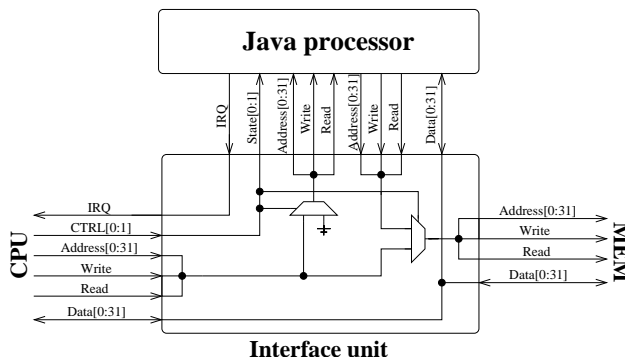 Java processor
IRQ
State[0:1]
Address[0:31]
Write
Read
Address[0:31]
Write
Read
Data[0:31]
CPU
IRQ
CTRL[0:1]
Address[0:31]
Write
Read
Data[0:31]
Address[0:31]
Write
Read
Data[0:31]
MEM
Interface unit